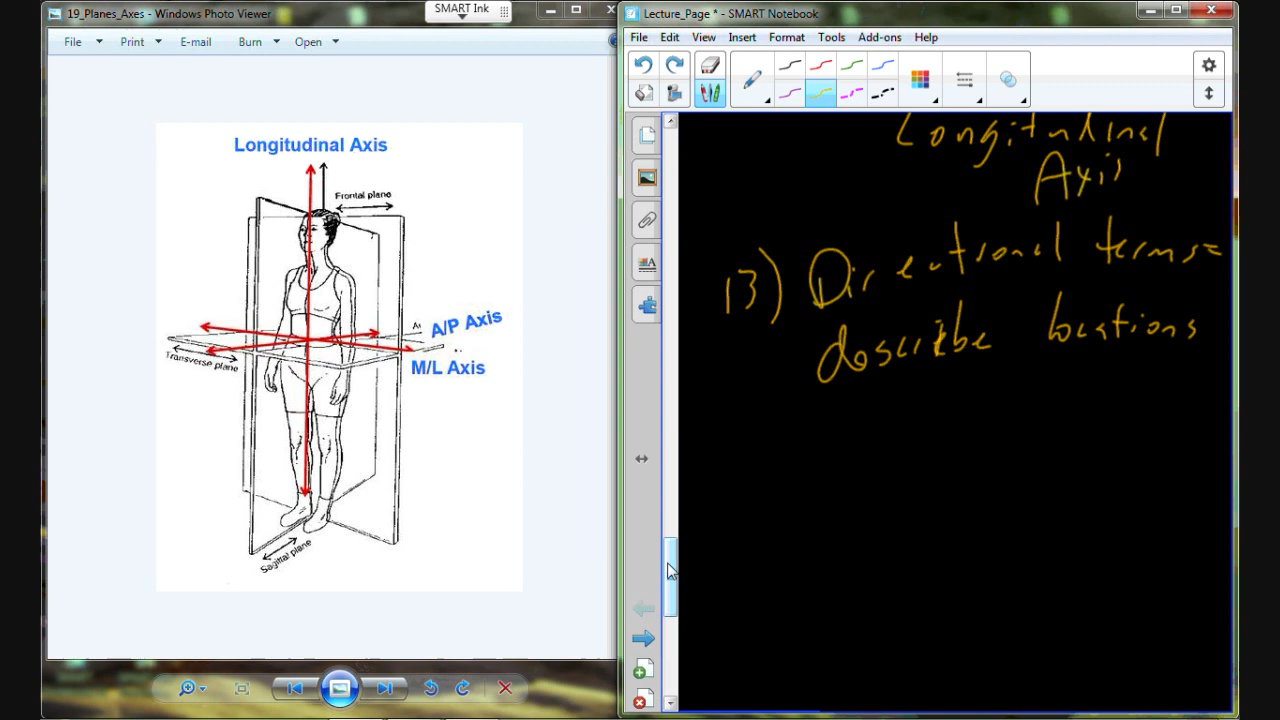 19_Planes_Axes - Windows Photo Viewer
SMART Ink
File Print E-mail Burn Open
Longitudinal Axis
Frontal plane
A/P Axis
M/L Axis
Transverse plane
Sagittal plane
Lecture_Page * - SMART Notebook
File Edit View Insert Format Tools Add-ons Help
Longitudinal
Axis
13) Directional terms=
describe locations